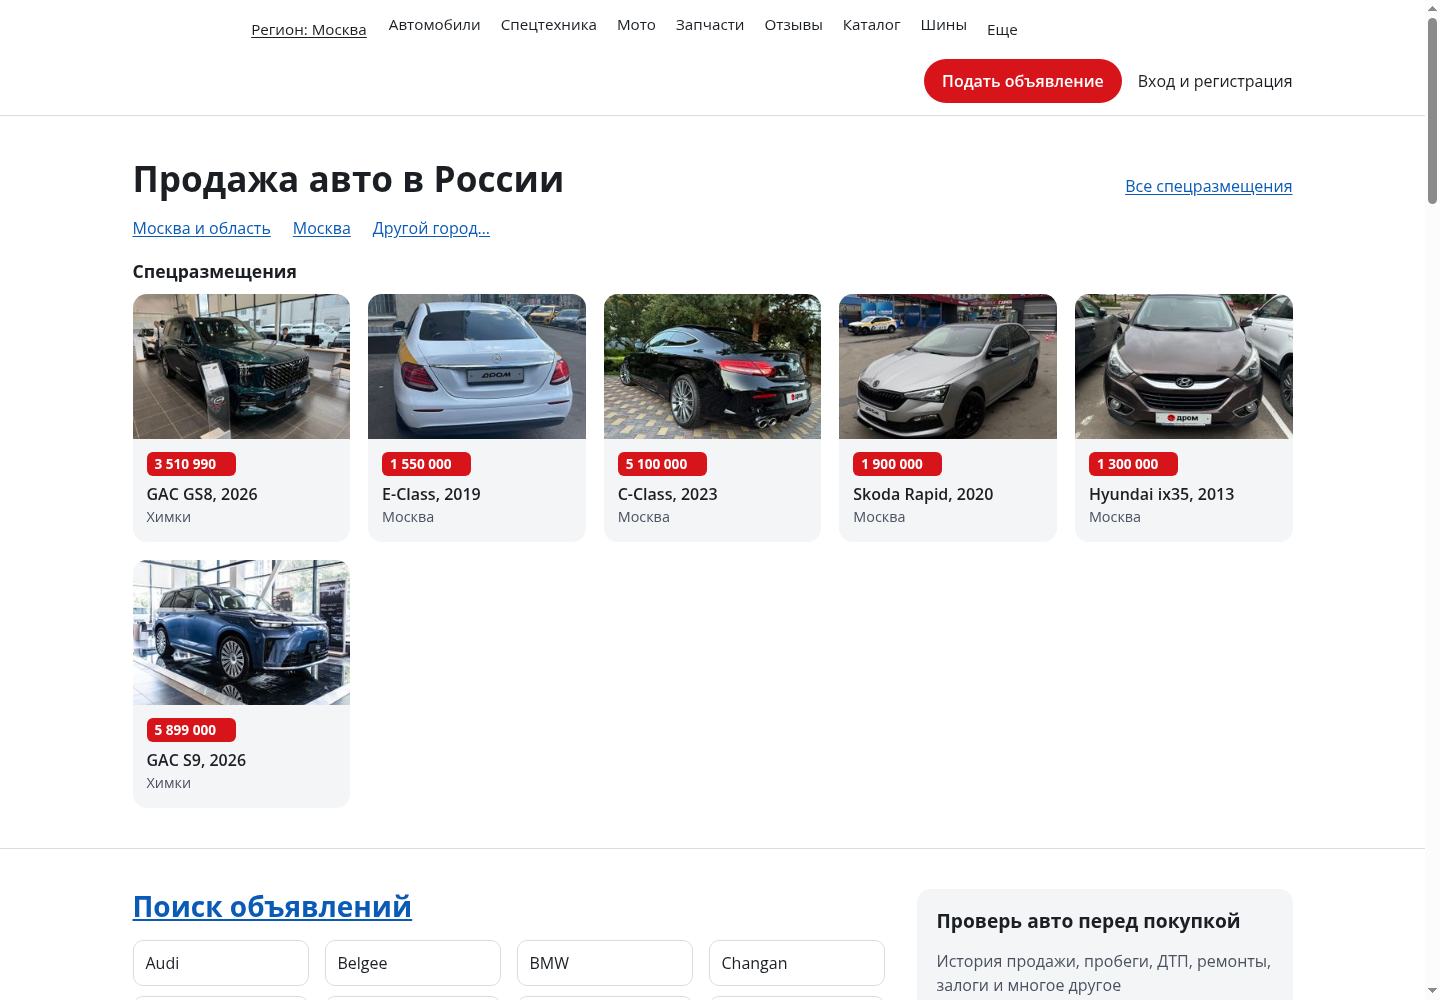 Регион: Москва Автомобили Спецтехника Мото Запчасти Отзывы Каталог Шины Еще
Подать объявление Вход и регистрация
Продажа авто в России
Все спецразмещения
Москва и область Москва Другой город...
Спецразмещения
ДРОМ
дром
дром
3 510 990
GAC GS8, 2026
Химки
1 550 000
E-Class, 2019
Москва
5 100 000
C-Class, 2023
Москва
1 900 000
Skoda Rapid, 2020
Москва
1 300 000
Hyundai ix35, 2013
Москва
5 899 000
GAC S9, 2026
Химки
Поиск объявлений
Audi Belgee BMW Changan
Проверь авто перед покупкой
История продажи, пробеги, ДТП, ремонты,
залоги и многое другое